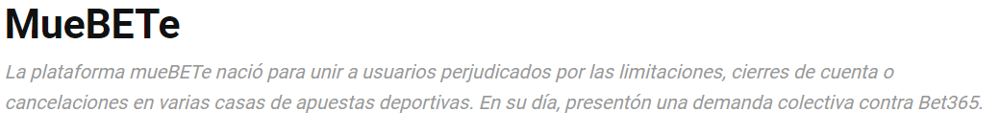 MueBETe
La plataforma mueBETe nació para unir a usuarios perjudicados por las limitaciones, cierres de cuenta o
cancelaciones en varias casas de apuestas deportivas. En su día, presentón una demanda colectiva contra Bet365.